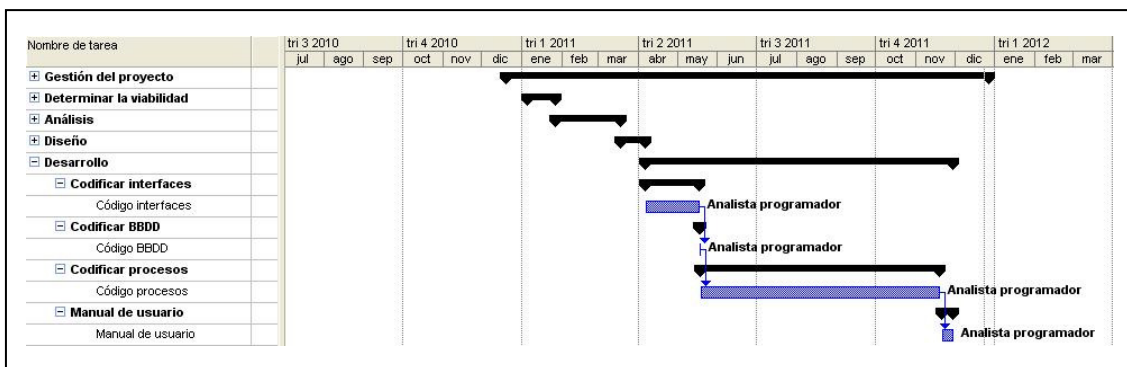 Nombre de tarea
tri 3 2010 tri 4 2010 tri 1 2011 tri 2 2011 tri 3 2011 tri 4 2011 tri 1 2012
jul ago sep oct nov dic ene feb mar abr may jun jul ago sep oct nov dic ene feb mar
Gestión del proyecto
Determinar la viabilidad
Análisis
Diseño
Desarrollo
Codificar interfaces
Código interfaces Analista programador
Codificar BBDD
Código BBDD Analista programador
Codificar procesos
Código procesos Analista programador
Manual de usuario
Manual de usuario Analista programador